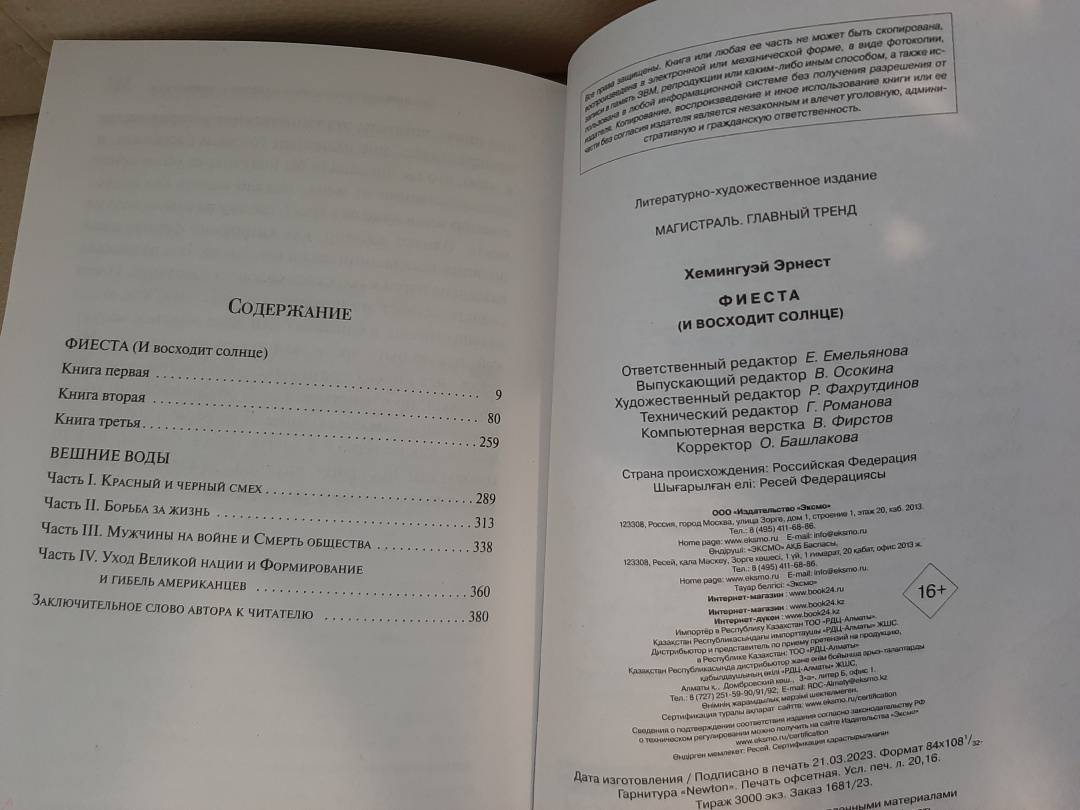 Содержание
ФИЕСТА (И восходит солнце)
Книга первая 9
Книга вторая 80
Книга третья 259
ВЕШНИЕ ВОДЫ
Часть I. Красный и черный смех 289
Часть II. Борьба за жизнь 313
Часть III. Мужчины на войне и Смерть общества 338
Часть IV. Уход Великой нации и Формирование
и гибель американцев 360
Заключительное слово автора к читателю 380
Все права защищены. Книга или любая ее часть не может быть скопирована,
воспроизведена в электронной или механической форме, в виде фотокопии,
записи в память ЭВМ, репродукции или каким-либо иным способом, а также ис-
пользована в любой информационной системе без получения разрешения от
издателя. Копирование, воспроизведение и иное использование книги или ее
части без согласия издателя является незаконным и влечет уголовную, админи-
стративную и гражданскую ответственность.
Литературно-художественное издание
МАГИСТРАЛЬ. ГЛАВНЫЙ ТРЕНД
Хемингуэй Эрнест
ФИЕСТА
(И ВОСХОДИТ СОЛНЦЕ)
Ответственный редактор Е. Емельянова
Выпускающий редактор В. Осокина
Художественный редактор Р. Фахрутдинов
Технический редактор Г. Романова
Компьютерная верстка В. Фирстов
Корректор О. Башлакова
Страна происхождения: Российская Федерация
Шығарылған елі: Ресей Федерациясы
ООО «Издательство «Эксмо»
123308, Россия, город Москва, улица Зорге, дом 1, строение 1, этаж 20, каб. 2013.
Тел.: 8 (495) 411-68-86.
Home page: www.eksmo.ru E-mail: info@eksmo.ru
Өндіруші: «ЭКСМО» АҚБ Баспасы,
123308, Ресей, қала Мәскеу, Зорге көшесі, 1 үй, 1 ғимарат, 20 қабат, офис 2013 ж.
Тел.: 8 (495) 411-68-86.
Home page: www.eksmo.ru E-mail: info@eksmo.ru.
Тауар белгісі: «Эксмо»
Интернет-магазин : www.book24.ru
Интернет-магазин : www.book24.kz
Интернет-дүкен : www.book24.kz
Импортёр в Республику Казахстан ТОО «РДЦ-Алматы».
Қазақстан Республикасындағы импорттаушы «РДЦ-Алматы» ЖШС.
Дистрибьютор и представитель по приему претензий на продукцию,
в Республике Казахстан: ТОО «РДЦ-Алматы»
Қазақстан Республикасында дистрибьютор және өнім бойынша арыз-талаптарды
қабылдаушының өкілі «РДЦ-Алматы» ЖШС,
Алматы қ., Домбровский көш., 3«а», литер Б, офис 1.
Тел.: 8 (727) 251-59-90/91/92; E-mail: RDC-Almaty@eksmo.kz
Өнімнің жарамдылық мерзімі шектелмеген.
Сертификация туралы ақпарат сайтта: www.eksmo.ru/certification
Сведения о подтверждении соответствия издания согласно законодательству РФ
о техническом регулировании можно получить на сайте Издательства «Эксмо»
www.eksmo.ru/certification
Өндірген мемлекет: Ресей. Сертификация қарастырылмаған
16+
Дата изготовления / Подписано в печать 21.03.2023. Формат 84x108 1/32.
Гарнитура «Newton». Печать офсетная. Усл. печ. л. 20,16.
Тираж 3000 экз. Заказ 1681/23.
материалами